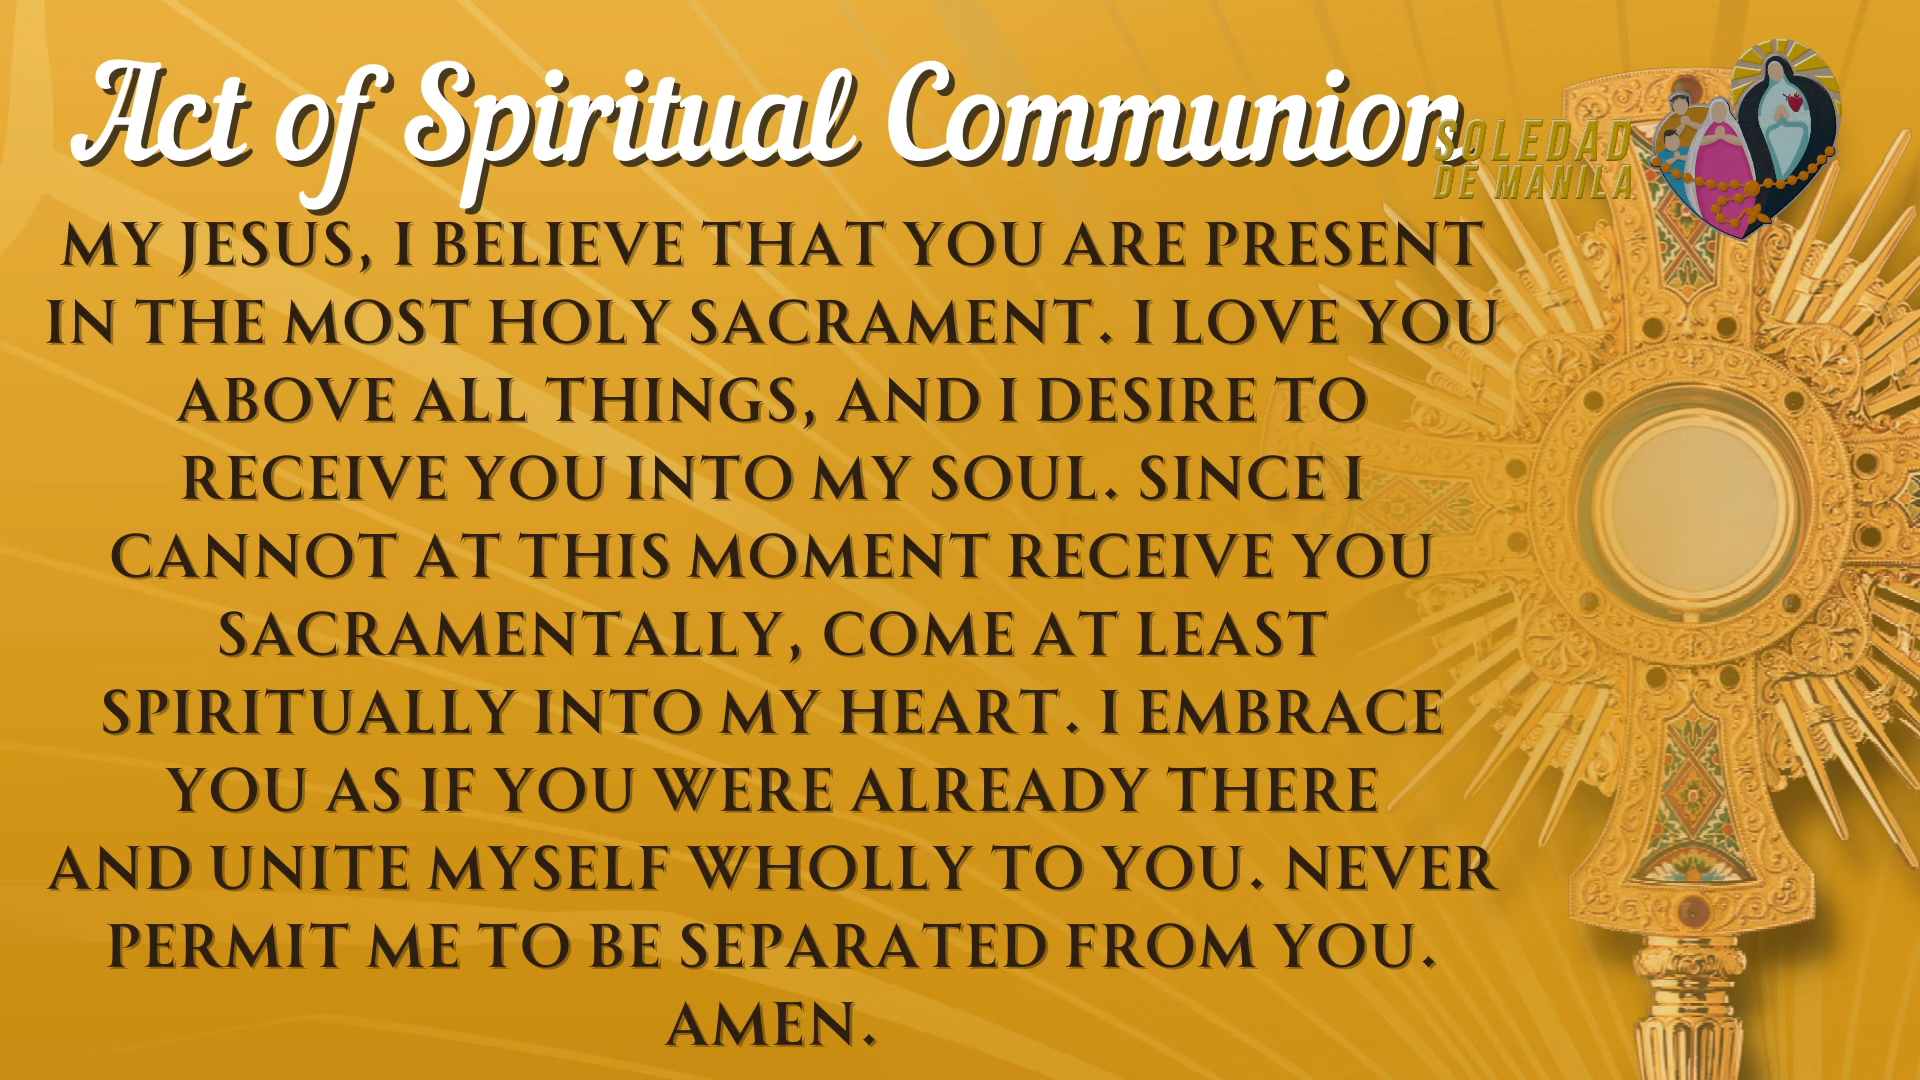 Act of Spiritual Communion
SOLEDAD
DE MANILA
MY JESUS, I BELIEVE THAT YOU ARE PRESENT
IN THE MOST HOLY SACRAMENT. I LOVE YOU
ABOVE ALL THINGS, AND I DESIRE TO
RECEIVE YOU INTO MY SOUL. SINCE I
CANNOT AT THIS MOMENT RECEIVE YOU
SACRAMENTALLY, COME AT LEAST
SPIRITUALLY INTO MY HEART. I EMBRACE
YOU AS IF YOU WERE ALREADY THERE
AND UNITE MYSELF WHOLLY TO YOU. NEVER
PERMIT ME TO BE SEPARATED FROM YOU.
AMEN.